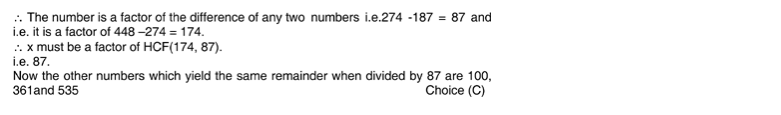 ∴ The number is a factor of the difference of any two numbers i.e.274 -187 = 87 and
i.e. it is a factor of 448 –274 = 174.
∴ x must be a factor of HCF(174, 87).
i.e. 87.
Now the other numbers which yield the same remainder when divided by 87 are 100,
361and 535 Choice (C)